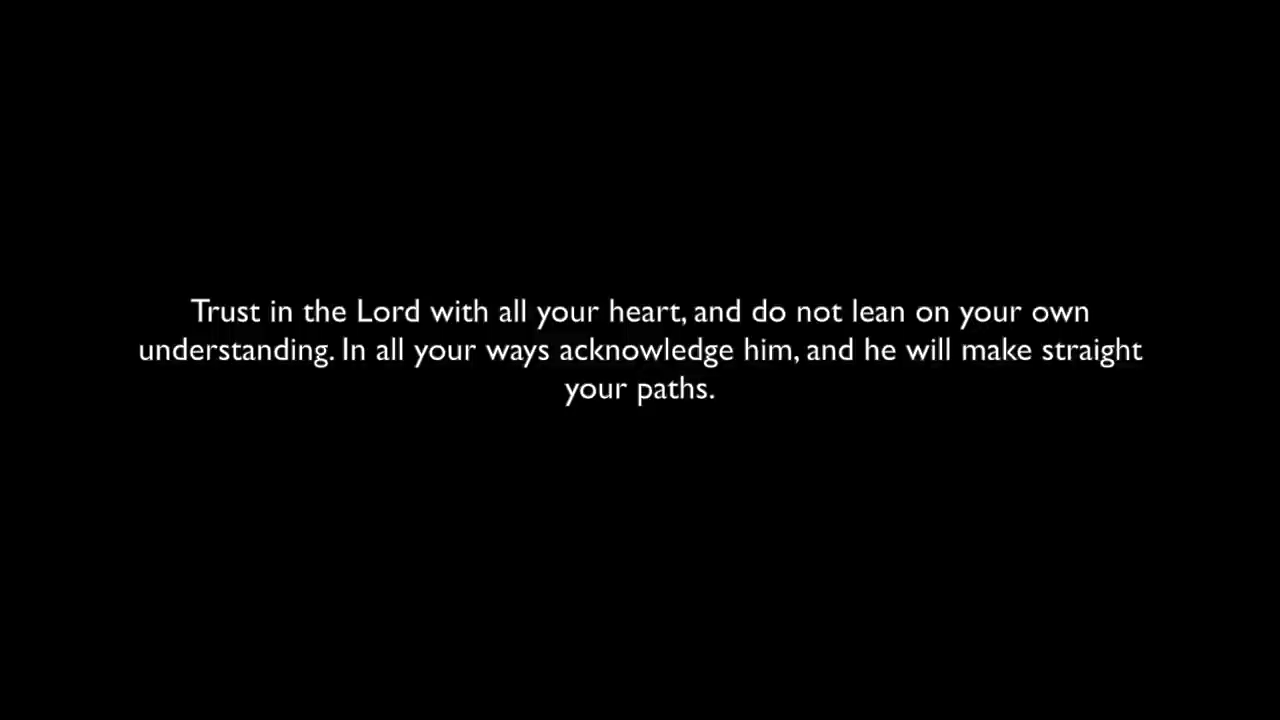 Trust in the Lord with all your heart, and do not lean on your own
understanding. In all your ways acknowledge him, and he will make straight
your paths.